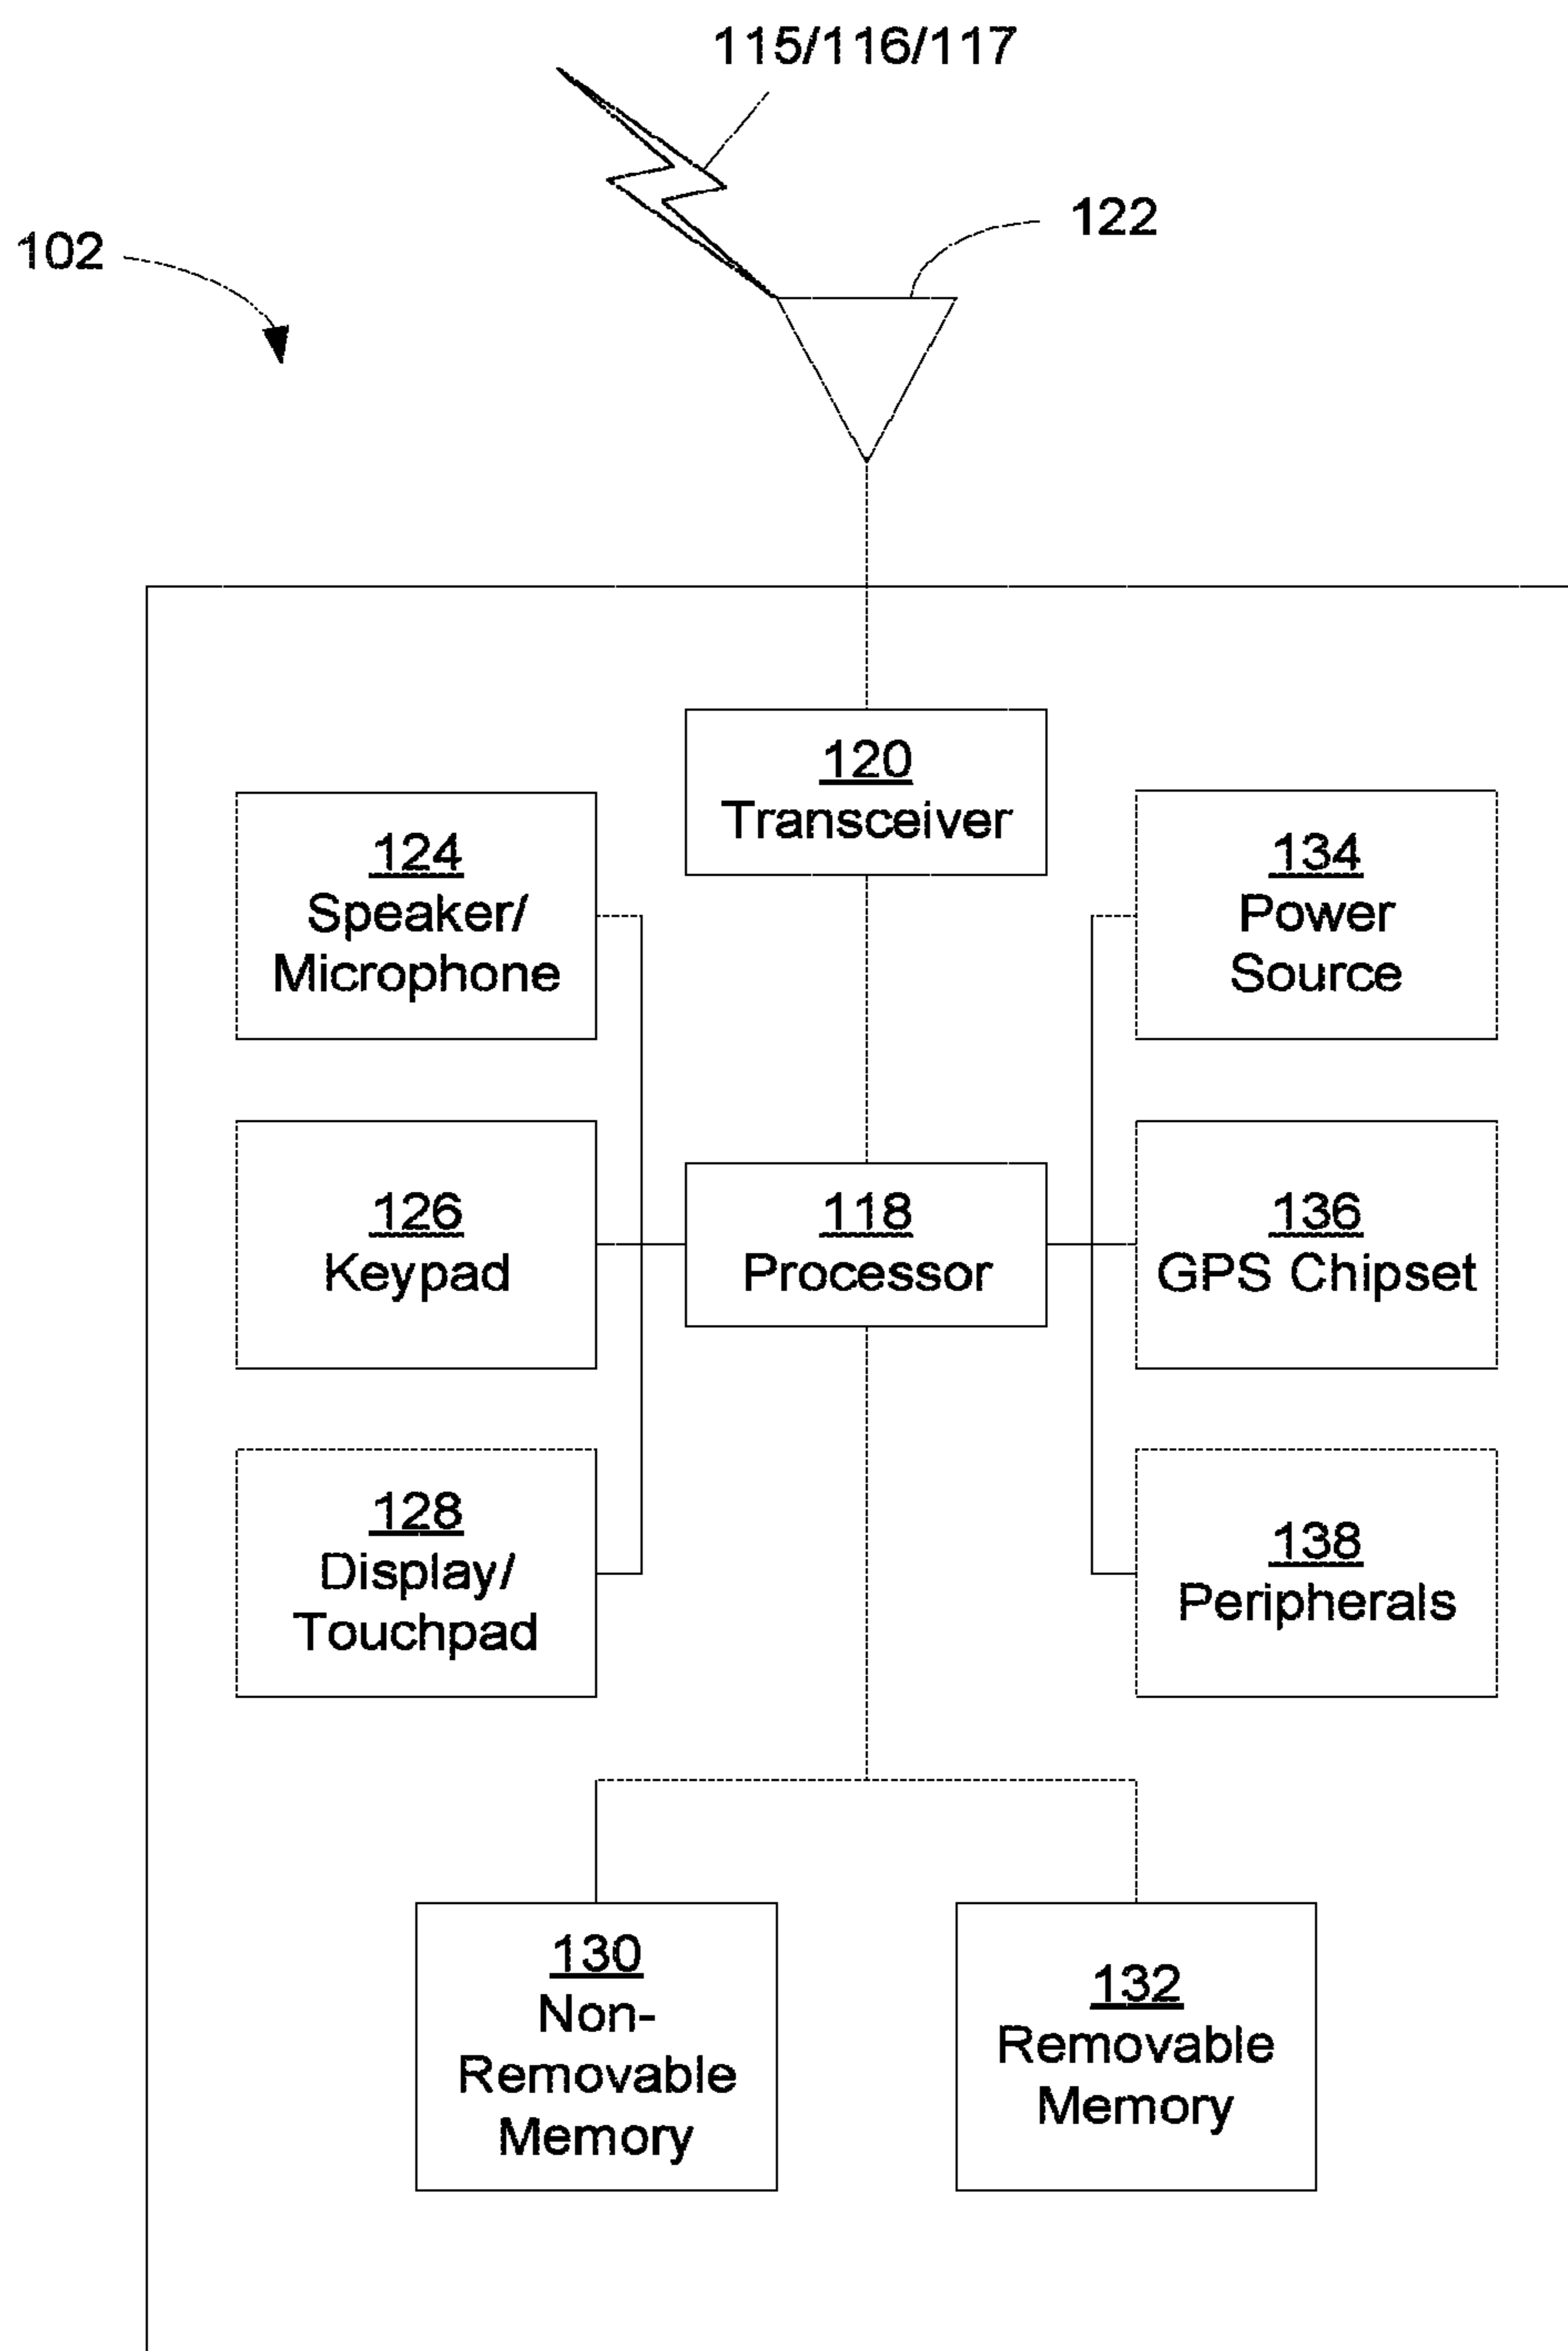 115/116/117
122
102
120
Transceiver
124
Speaker/
Microphone
134
Power
Source
126
Keypad
118
Processor
136
GPS Chipset
128
Display/
Touchpad
138
Peripherals
130
Non-
Removable
Memory
132
Removable
Memory